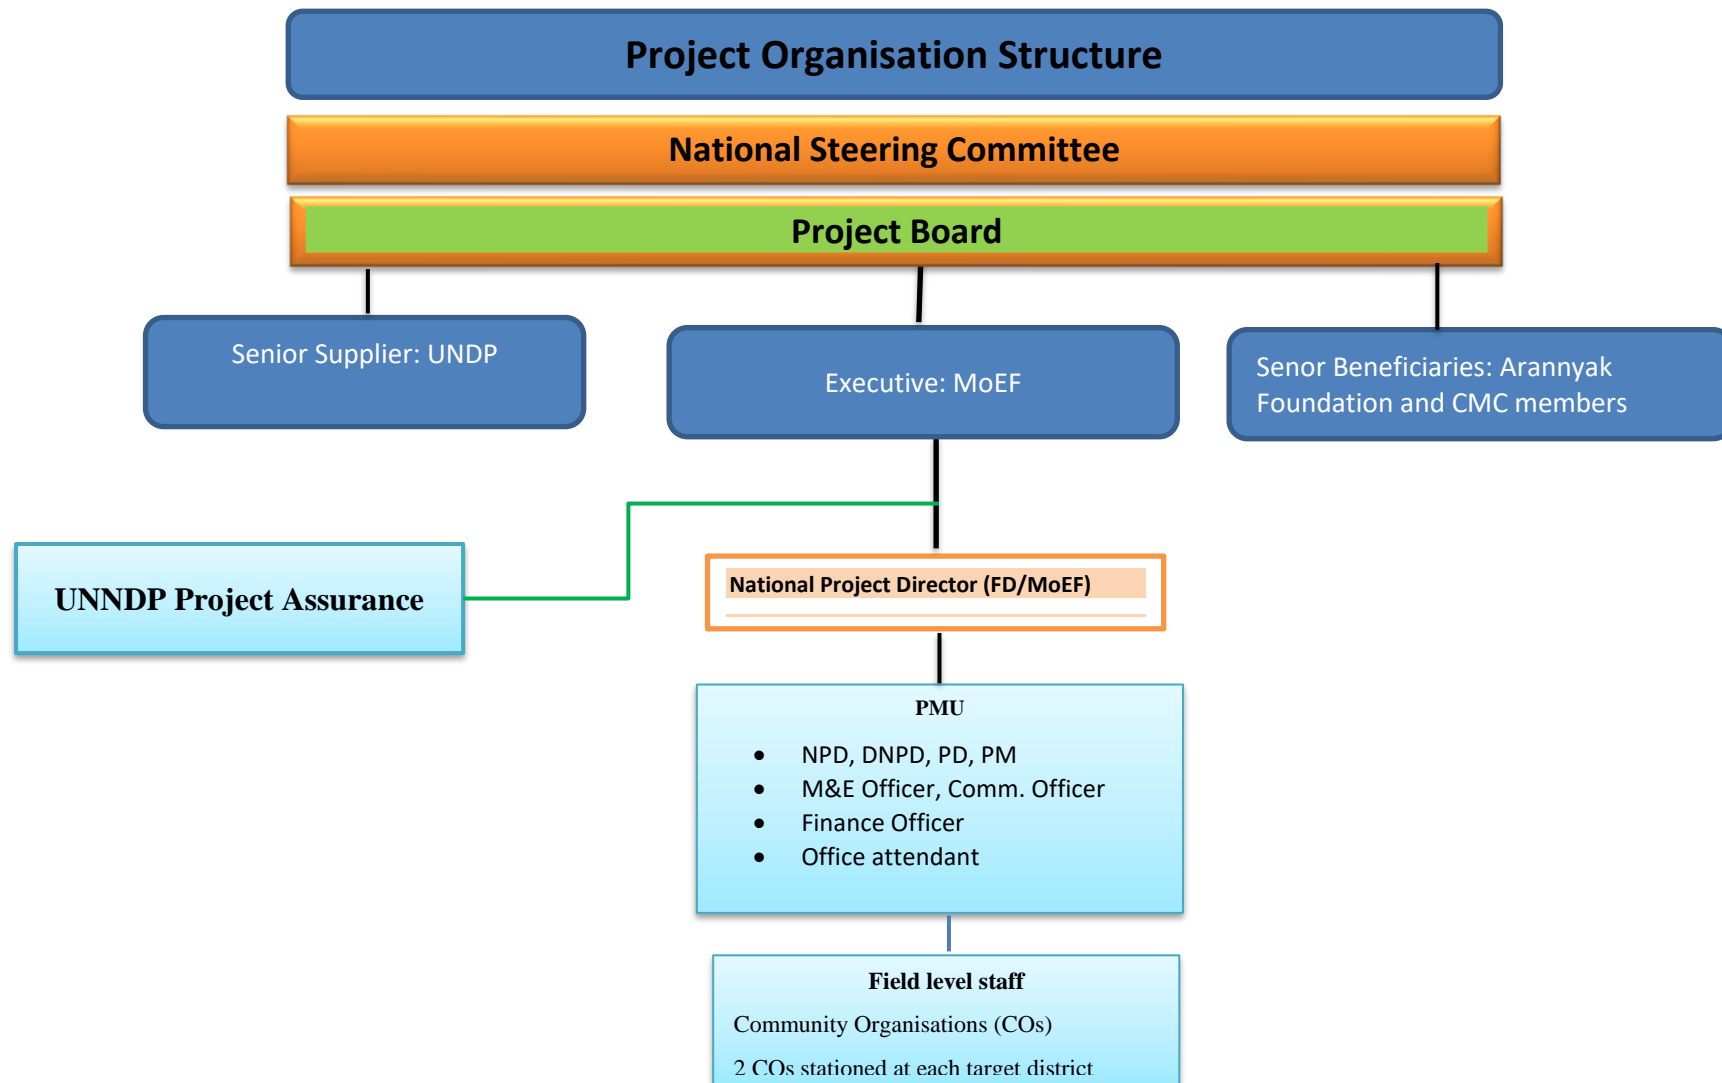 Project Organisation Structure
National Steering Committee
Project Board
Senior Supplier: UNDP
Executive: MoEF
Senor Beneficiaries: Arannyak
Foundation and CMC members
UNNDP Project Assurance
National Project Director (FD/MoEF)
PMU
• NPD, DNPD, PD, PM
• M&E Officer, Comm. Officer
• Finance Officer
• Office attendant
Field level staff
Community Organisations (COs)
2 COs stationed at each target district